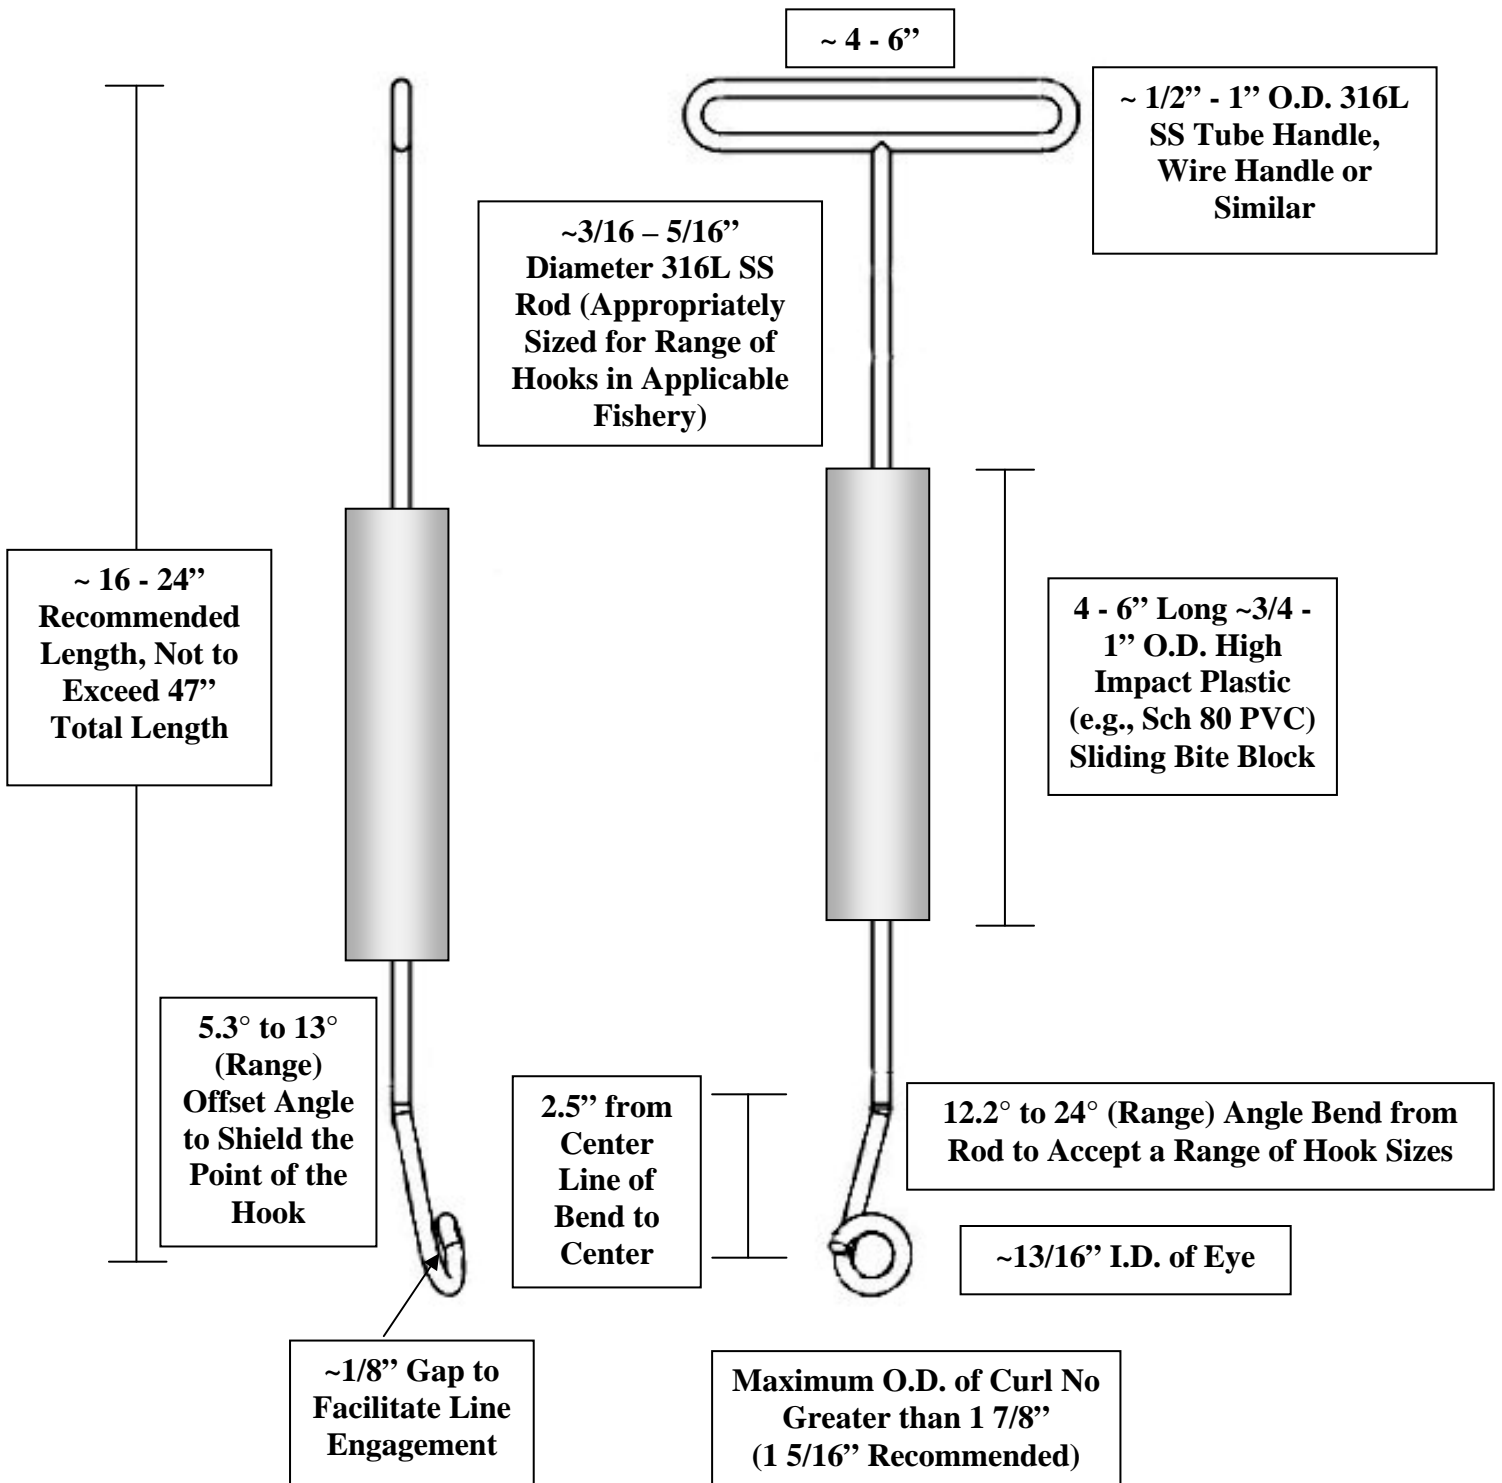 ~ 4 - 6”
~ 1/2” - 1” O.D. 316L
SS Tube Handle,
Wire Handle or
Similar
~3/16 – 5/16”
Diameter 316L SS
Rod (Appropriately
Sized for Range of
Hooks in Applicable
Fishery)
~ 16 - 24”
Recommended
Length, Not to
Exceed 47”
Total Length
4 - 6” Long ~3/4 -
1” O.D. High
Impact Plastic
(e.g., Sch 80 PVC)
Sliding Bite Block
5.3° to 13°
(Range)
Offset Angle
to Shield the
Point of the
Hook
2.5” from
Center
Line of
Bend to
Center
12.2° to 24° (Range) Angle Bend from
Rod to Accept a Range of Hook Sizes
~13/16” I.D. of Eye
~1/8” Gap to
Facilitate Line
Engagement
Maximum O.D. of Curl No
Greater than 1 7/8”
(1 5/16” Recommended)